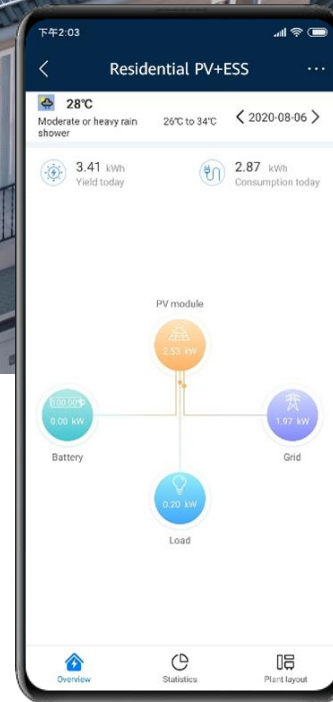 下午2:03
Residential PV+ESS
28℃
Moderate or heavy rain
shower
26℃ to 34℃
2020-08-06
3.41 kWh
Yield today
2.87 kWh
Consumption today
PV module
2.53 kW
100.00%
0.00 kW
1.97 kW
Battery
Grid
0.20 kW
Load
Overview
Statistics
Plant layout